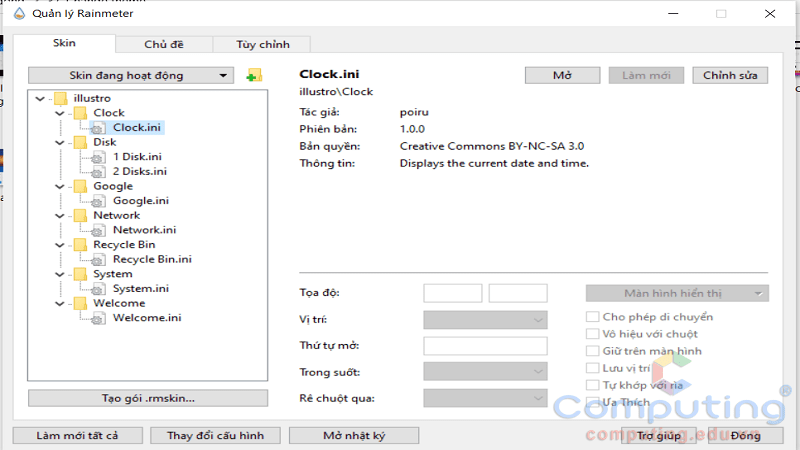 Quản lý Rainmeter
Skin
Chủ đề
Tùy chỉnh
Skin đang hoạt động
illustro
Clock
Clock.ini
Disk
1 Disk.ini
2 Disks.ini
Google
Google.ini
Network
Network.ini
Recycle Bin
Recycle Bin.ini
System
System.ini
Welcome
Welcome.ini
Tạo gói .rmskin...
Clock.ini
illustro\Clock
Mở
Làm mới
Chỉnh sửa
Tác giả: poiru
Phiên bản: 1.0.0
Bản quyền: Creative Commons BY-NC-SA 3.0
Thông tin: Displays the current date and time.
Tọa độ:
Vị trí:
Thứ tự mở:
Trong suốt:
Rê chuột qua:
Màn hình hiển thị
Cho phép di chuyển
Vô hiệu với chuột
Giữ trên màn hình
Lưu vị trí
Tự khớp với rìa
Ưa Thích
Computing®
computing.edu.vn
Làm mới tất cả
Thay đổi cấu hình
Mở nhật ký
Trợ giúp
Đóng